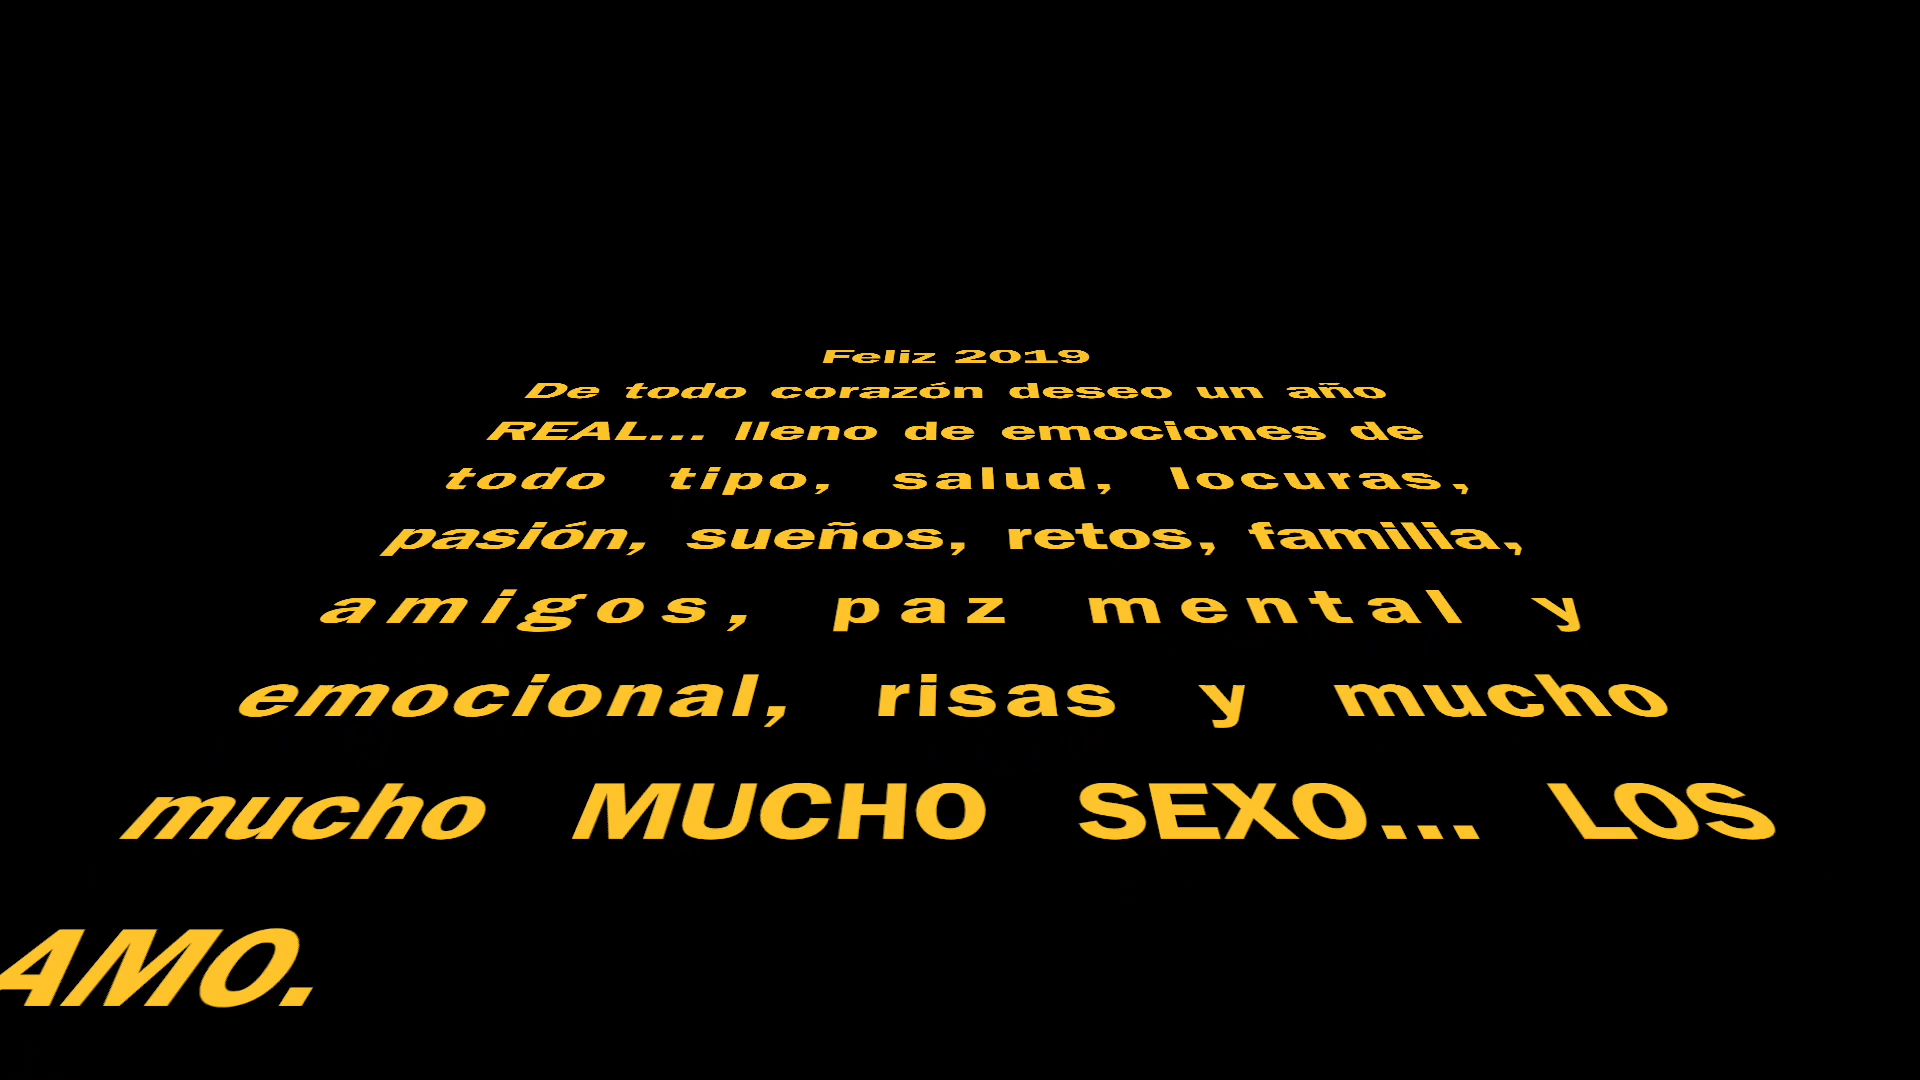 Feliz 2019
De todo corazón deseo un año
REAL... lleno de emociones de
todo tipo, salud, locuras,
pasión, sueños, retos, familia,
amigos, paz mental y
emocional, risas y mucho
mucho MUCHO SEXO... LOS
AMO.